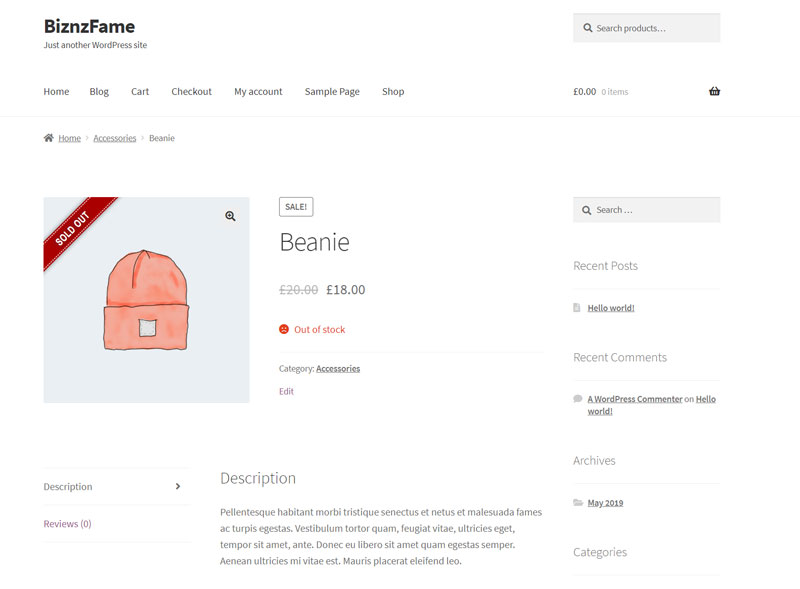 BiznzFame
Just another WordPress site
Search products…
Home Blog Cart Checkout My account Sample Page Shop
£0.00 0 items
Home Accessories Beanie
SOLD OUT
SALE!
Beanie
£20.00 £18.00
Out of stock
Category: Accessories
Edit
Search …
Recent Posts
Hello world!
Recent Comments
A WordPress Commenter on Hello
world!
Archives
May 2019
Categories
Description
Reviews (0)
Description
Pellentesque habitant morbi tristique senectus et netus et malesuada fames
ac turpis egestas. Vestibulum tortor quam, feugiat vitae, ultricies eget,
tempor sit amet, ante. Donec eu libero sit amet quam egestas semper.
Aenean ultricies mi vitae est. Mauris placerat eleifend leo.